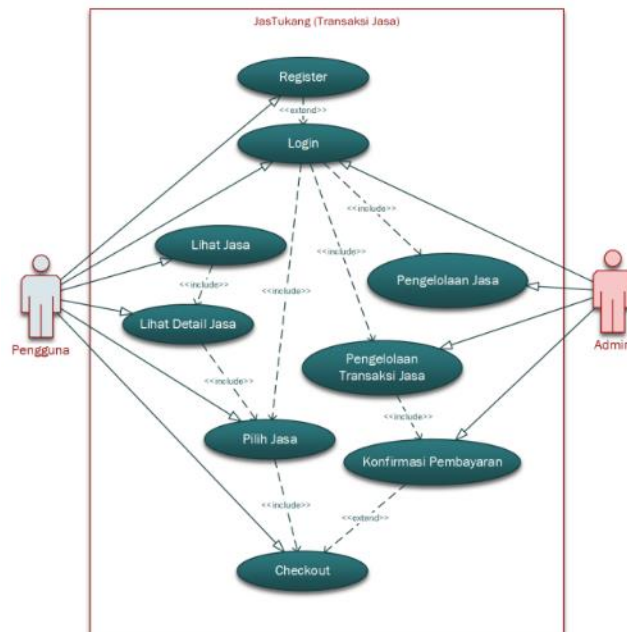 JasTukang (Transaksi Jasa)
Register
<<extend>>
Login
<<include>>
Lihat Jasa
<<include>>
<<include>>
<<include>>
Pengelolaan Jasa
Lihat Detail Jasa
Pengguna
Admin
Pengelolaan
Transaksi Jasa
<<include>>
<<include>>
Pilih Jasa
Konfirmasi Pembayaran
<<include>>
<<extend>>
Checkout